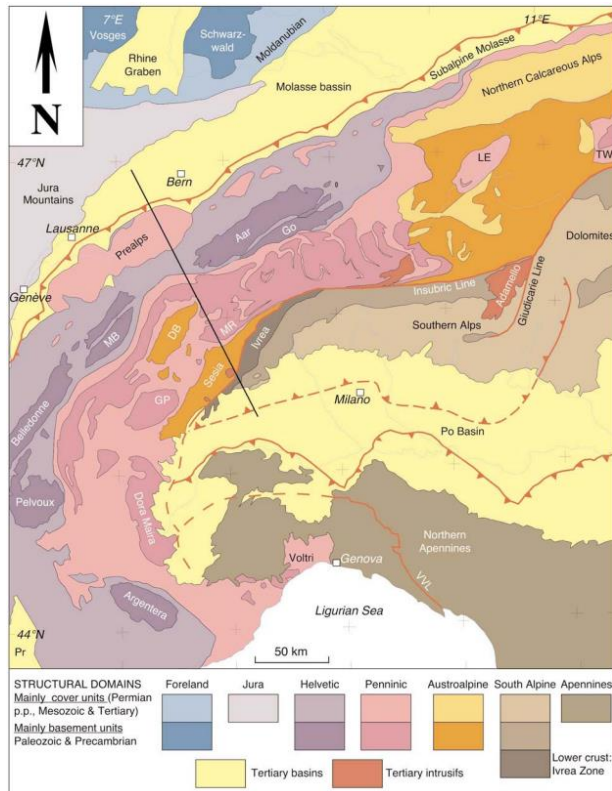 7°E
Vosges
Rhine
Graben
Schwarz-
wald
Moldanubian
11°E
N
Molasse bassin
Subalpine Molasse
Northern Calcareous Alps
47°N
Jura
Mountains
Bern
LE
TW
Lausanne
Prealps
Aar
Go
Dolomites
Genève
Insubric Line
Adamello
Giudicarie Line
MB
DB
MR
Ivrea
Southern Alps
Sesia
GP
Belledonne
Milano
Po Basin
Pelvoux
Dora Maira
Voltri
Genova
Northern
Apennines
VVL
Argentera
Ligurian Sea
44°N
Pr
50 km
STRUCTURAL DOMAINS
Mainly cover units (Permian
p.p., Mesozoic & Tertiary)
Mainly basement units
Paleozoic & Precambrian
Foreland
Jura
Helvetic
Penninic
Austroalpine
South Alpine
Apennines
Lower crust:
Ivrea Zone
Tertiary basins
Tertiary intrusifs